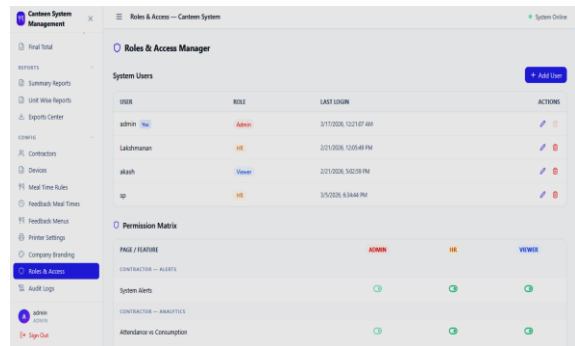 Canteen System
Management
Final Total
REPORTS
Summary Reports
Unit Wise Reports
Exports Center
CONFIG
Contractors
Devices
Meal Time Rules
Feedback Meal Times
Feedback Menus
Printer Settings
Company Branding
Roles & Access
Audit Logs
admin
ADMIN
Sign Out
Roles & Access — Canteen System
System Online
Roles & Access Manager
System Users
+ Add User
USER ROLE LAST LOGIN ACTIONS
admin You Admin 2/17/2026, 12:21:07 AM
Lakshmanan HR 2/21/2026, 12:05:49 PM
akash Viewer 2/21/2026, 5:02:59 PM
sp HR 3/5/2026, 6:34:44 PM
Permission Matrix
PAGE / FEATURE ADMIN HR VIEWER
CONTRACTOR — ALERTS
System Alerts
CONTRACTOR — ANALYTICS
Attendance vs Consumption